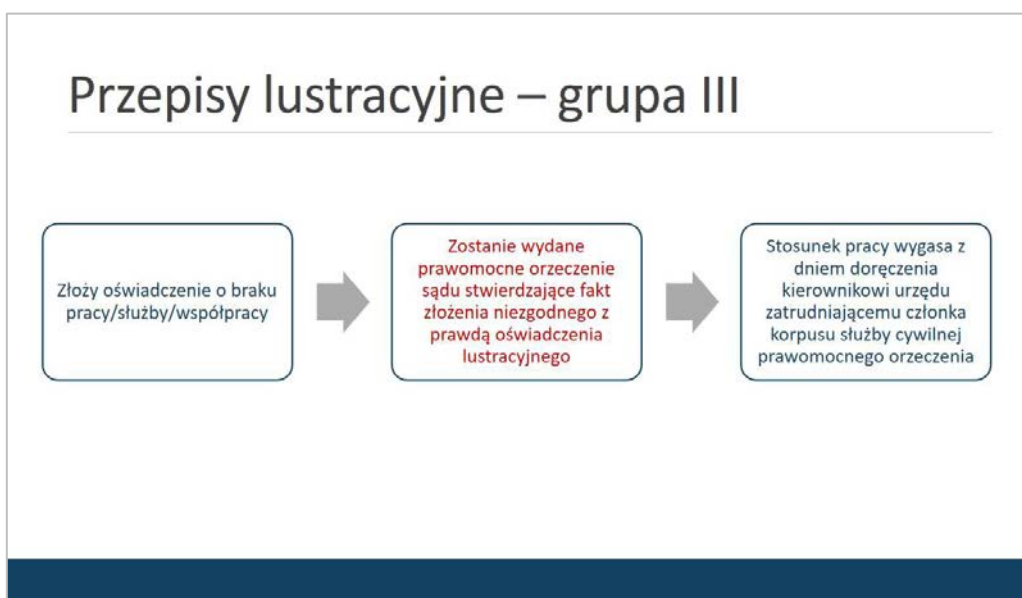 Przepisy lustracyjne – grupa III
Złoży oświadczenie o braku
pracy/służby/współpracy
Zostanie wydane
prawomocne orzeczenie
sądu stwierdzające fakt
złożenia niezgodnego z
prawdą oświadczenia
lustracyjnego
Stosunek pracy wygasa z
dniem doręczenia
kierownikowi urzędu
zatrudniającemu członka
korpusu służby cywilnej
prawomocnego orzeczenia